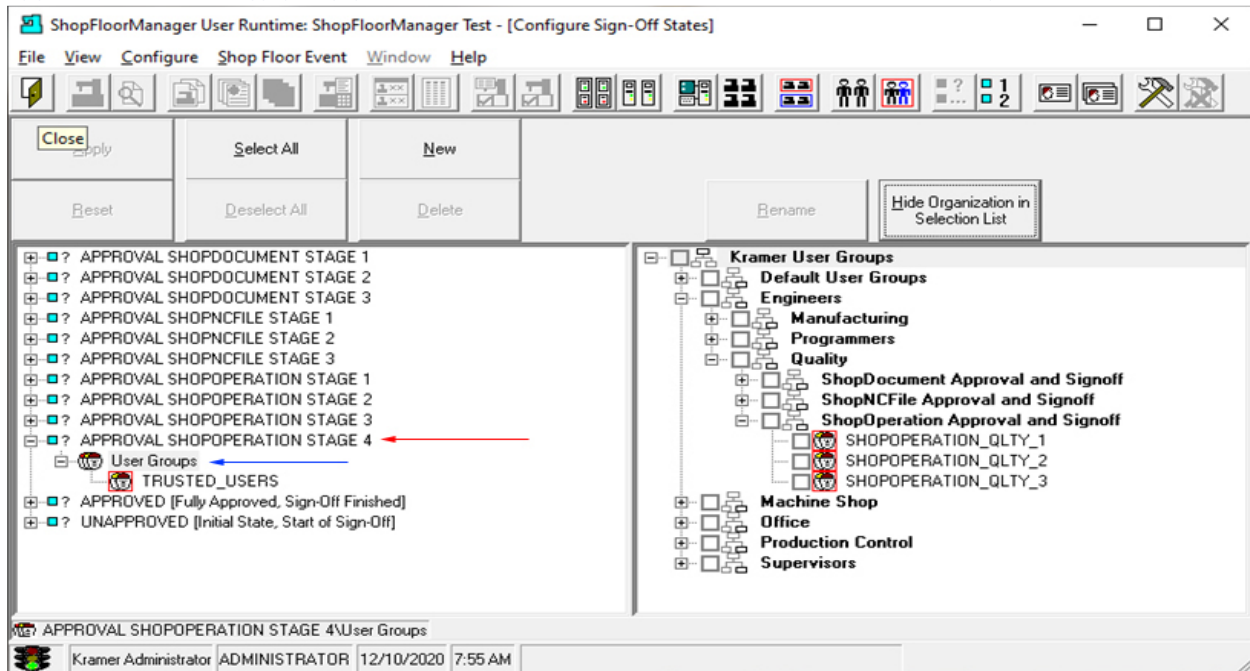 ShopFloorManager User Runtime: ShopFloorManager Test - [Configure Sign-Off States]
File View Configure Shop Floor Event Window Help
Close
Apply Select All New
Reset Deselect All Delete Rename Hide Organization in
Selection List
? APPROVAL SHOPDOCUMENT STAGE 1
? APPROVAL SHOPDOCUMENT STAGE 2
? APPROVAL SHOPDOCUMENT STAGE 3
? APPROVAL SHOPNCFILE STAGE 1
? APPROVAL SHOPNCFILE STAGE 2
? APPROVAL SHOPNCFILE STAGE 3
? APPROVAL SHOPOPERATION STAGE 1
? APPROVAL SHOPOPERATION STAGE 2
? APPROVAL SHOPOPERATION STAGE 3
? APPROVAL SHOPOPERATION STAGE 4
User Groups
TRUSTED_USERS
? APPROVED [Fully Approved, Sign-Off Finished]
? UNAPPROVED [Initial State, Start of Sign-Off]
Kramer User Groups
Default User Groups
Engineers
Manufacturing
Programmers
Quality
ShopDocument Approval and Signoff
ShopNCFile Approval and Signoff
ShopOperation Approval and Signoff
SHOPOPERATION_QLTY_1
SHOPOPERATION_QLTY_2
SHOPOPERATION_QLTY_3
Machine Shop
Office
Production Control
Supervisors
APPROVAL SHOPOPERATION STAGE 4\User Groups
Kramer Administrator ADMINISTRATOR 12/10/2020 7:55 AM